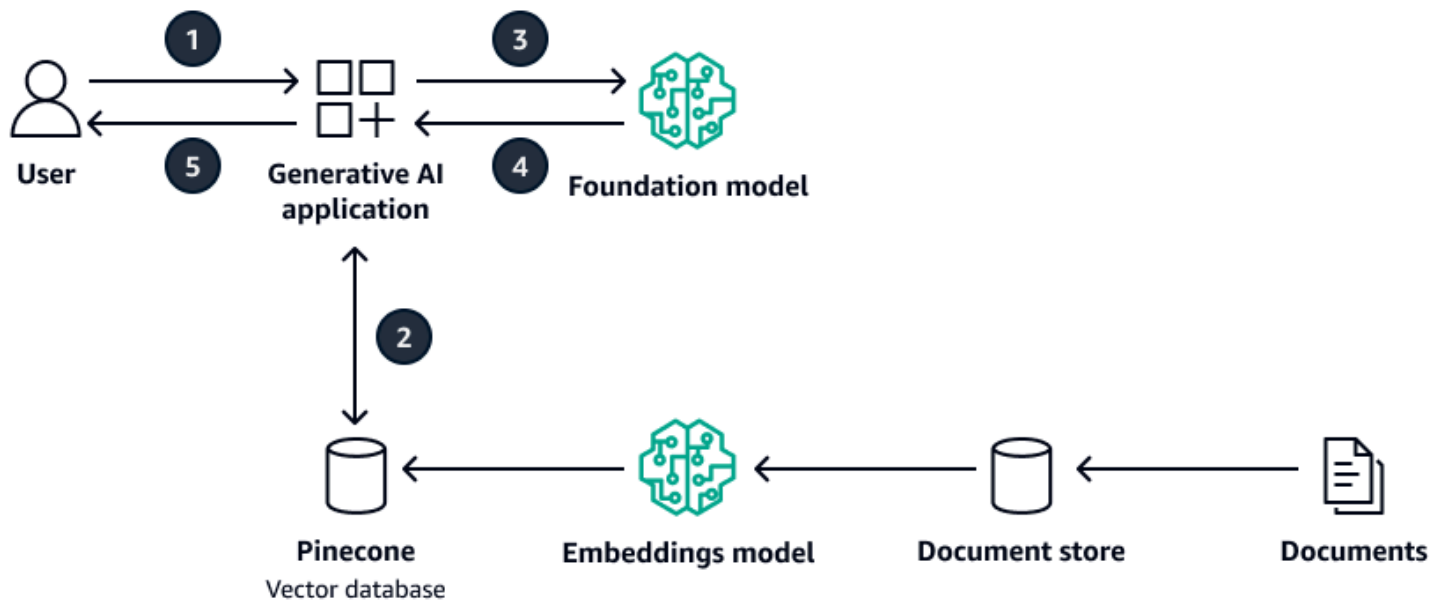 1
3
User
5
Generative AI
application
4
Foundation model
2
Pinecone
Vector database
Embeddings model
Document store
Documents